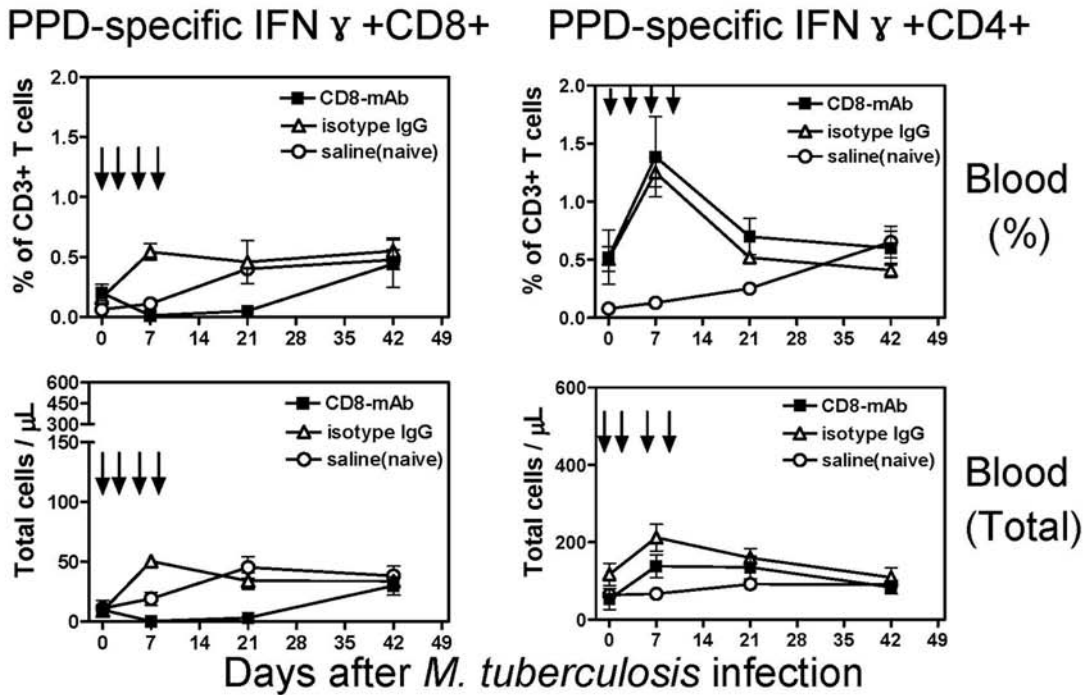 PPD-specific IFN ɣ +CD8+
PPD-specific IFN ɣ +CD4+
% of CD3+ T cells
2.0
1.5
1.0
0.5
0.0
CD8-mAb
isotype IgG
saline(naive)
0 7 14 21 28 35 42 49
% of CD3+ T cells
2.0
1.5
1.0
0.5
0.0
CD8-mAb
isotype IgG
saline(naive)
0 7 14 21 28 35 42 49
Blood
(%)
Total cells / µL
600
450
300
150
100
50
0
CD8-mAb
isotype IgG
saline(naive)
0 7 14 21 28 35 42 49
Total cells / µL
600
400
200
0
CD8-mAb
isotype IgG
saline(naive)
0 7 14 21 28 35 42 49
Blood
(Total)
Days after M. tuberculosis infection